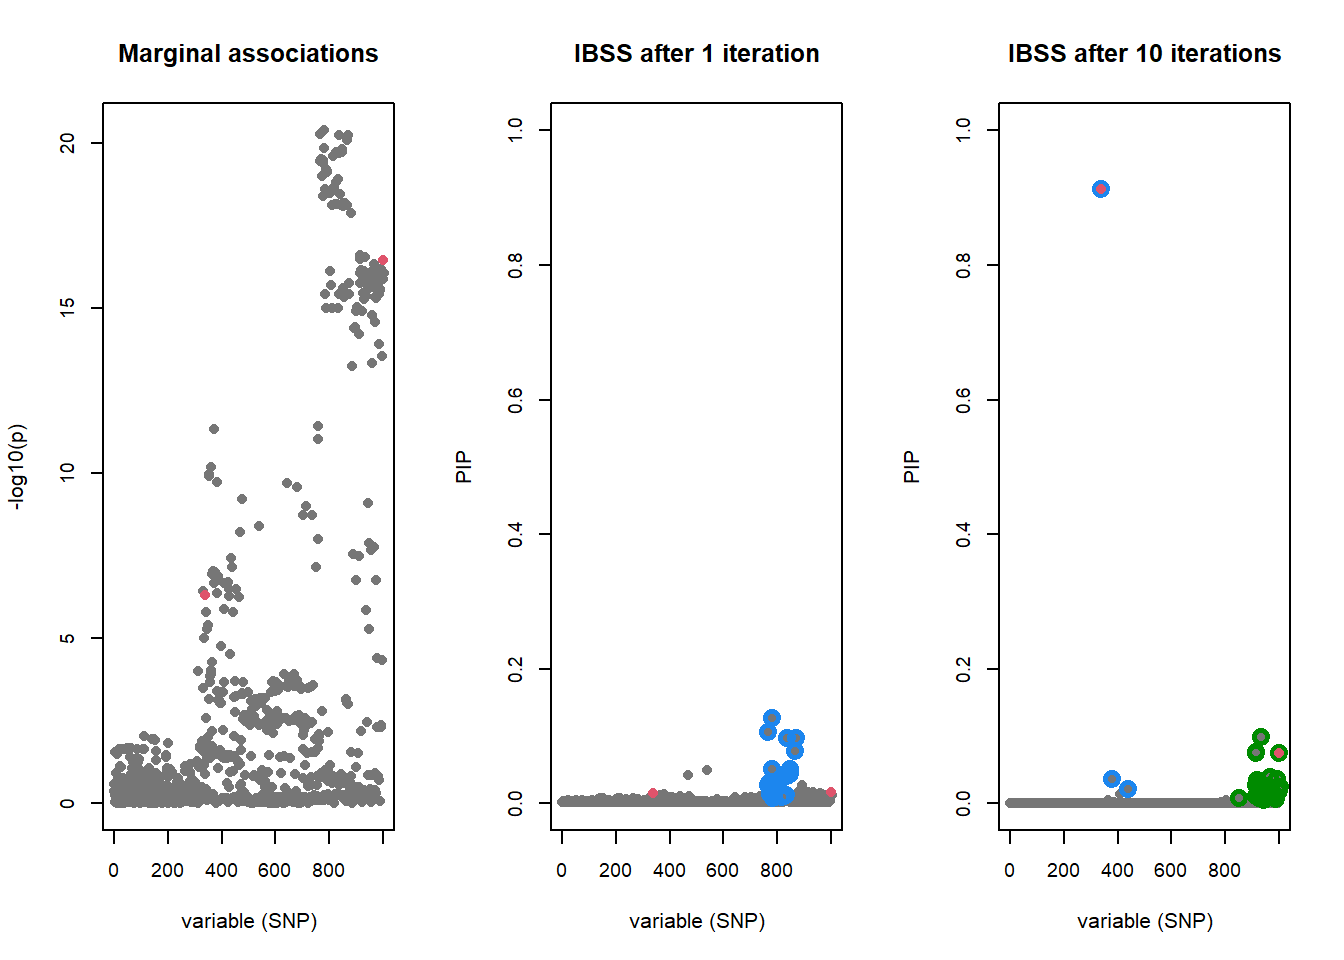 Marginal associations
-log10(p)
20
15
10
5
0
0 200 400 600 800
variable (SNP)
IBSS after 1 iteration
PIP
1.0
0.8
0.6
0.4
0.2
0.0
0 200 400 600 800
variable (SNP)
IBSS after 10 iterations
PIP
1.0
0.8
0.6
0.4
0.2
0.0
0 200 400 600 800
variable (SNP)